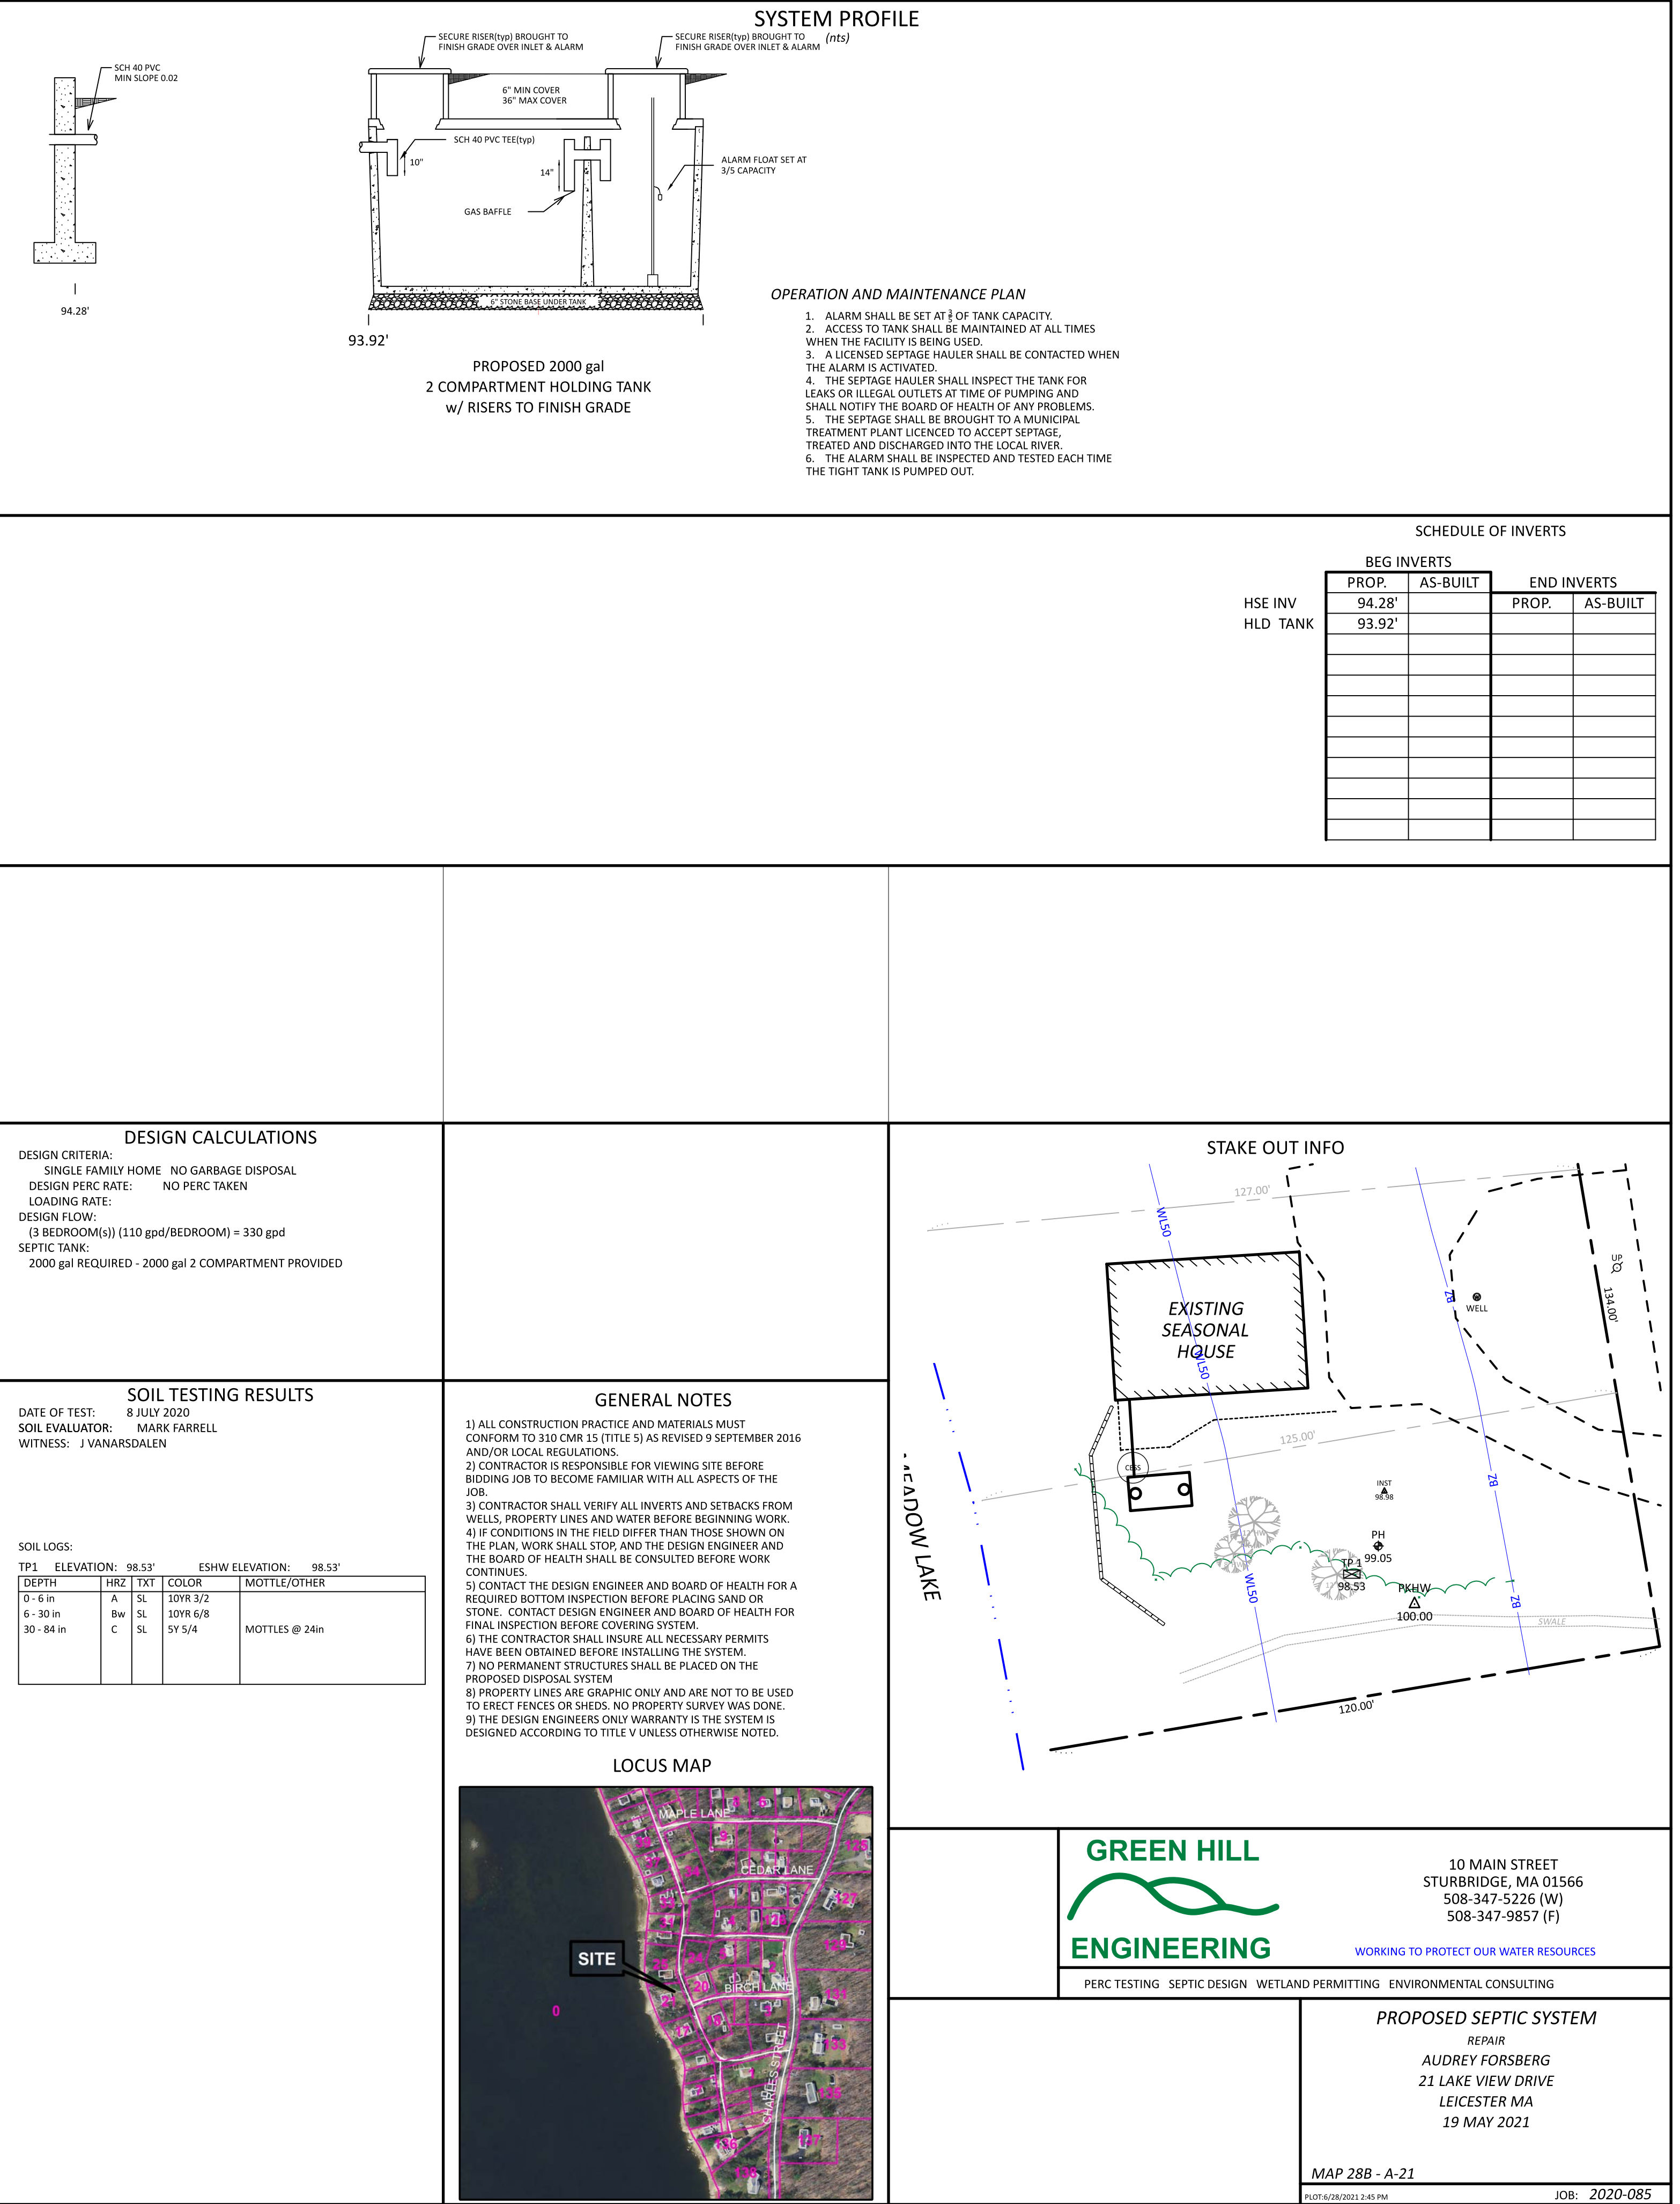 SYSTEM PROFILE
(nts)
SCH 40 PVC
MIN SLOPE 0.02
94.28'
SECURE RISER(typ) BROUGHT TO
FINISH GRADE OVER INLET & ALARM
SECURE RISER(typ) BROUGHT TO
FINISH GRADE OVER INLET & ALARM
6" MIN COVER
36" MAX COVER
SCH 40 PVC TEE(typ)
10"
14"
GAS BAFFLE
ALARM FLOAT SET AT
3/5 CAPACITY
6" STONE BASE UNDER TANK
93.92'
PROPOSED 2000 gal
2 COMPARTMENT HOLDING TANK
w/ RISERS TO FINISH GRADE
OPERATION AND MAINTENANCE PLAN
1. ALARM SHALL BE SET AT OF TANK CAPACITY.
2. ACCESS TO TANK SHALL BE MAINTAINED AT ALL TIMES
WHEN THE FACILITY IS BEING USED.
3. A LICENSED SEPTAGE HAULER SHALL BE CONTACTED WHEN
THE ALARM IS ACTIVATED.
4. THE SEPTAGE HAULER SHALL INSPECT THE TANK FOR
LEAKS OR ILLEGAL OUTLETS AT TIME OF PUMPING AND
SHALL NOTIFY THE BOARD OF HEALTH OF ANY PROBLEMS.
5. THE SEPTAGE SHALL BE BROUGHT TO A MUNICIPAL
TREATMENT PLANT LICENCED TO ACCEPT SEPTAGE,
TREATED AND DISCHARGED INTO THE LOCAL RIVER.
6. THE ALARM SHALL BE INSPECTED AND TESTED EACH TIME
THE TIGHT TANK IS PUMPED OUT.
SCHEDULE OF INVERTS
BEG INVERTS
PROP. AS-BUILT END INVERTS
HSE INV 94.28' PROP. AS-BUILT
HLD TANK 93.92'
DESIGN CALCULATIONS
DESIGN CRITERIA:
SINGLE FAMILY HOME NO GARBAGE DISPOSAL
DESIGN PERC RATE: NO PERC TAKEN
LOADING RATE:
DESIGN FLOW:
(3 BEDROOM(s)) (110 gpd/BEDROOM) = 330 gpd
SEPTIC TANK:
2000 gal REQUIRED - 2000 gal 2 COMPARTMENT PROVIDED
SOIL TESTING RESULTS
DATE OF TEST: 8 JULY 2020
SOIL EVALUATOR: MARK FARRELL
WITNESS: J VANARSDALEN
SOIL LOGS:
TP1 ELEVATION: 98.53' ESHW ELEVATION: 98.53'
DEPTH HRZ TXT COLOR MOTTLE/OTHER
0 - 6 in A SL 10YR 3/2
6 - 30 in Bw SL 10YR 6/8
30 - 84 in C SL 5Y 5/4 MOTTLES @ 24in
GENERAL NOTES
1) ALL CONSTRUCTION PRACTICE AND MATERIALS MUST
CONFORM TO 310 CMR 15 (TITLE 5) AS REVISED 9 SEPTEMBER 2016
AND/OR LOCAL REGULATIONS.
2) CONTRACTOR IS RESPONSIBLE FOR VIEWING SITE BEFORE
BIDDING JOB TO BECOME FAMILIAR WITH ALL ASPECTS OF THE
JOB.
3) CONTRACTOR SHALL VERIFY ALL INVERTS AND SETBACKS FROM
WELLS, PROPERTY LINES AND WATER BEFORE BEGINNING WORK.
4) IF CONDITIONS IN THE FIELD DIFFER THAN THOSE SHOWN ON
THE PLAN, WORK SHALL STOP, AND THE DESIGN ENGINEER AND
THE BOARD OF HEALTH SHALL BE CONSULTED BEFORE WORK
CONTINUES.
5) CONTACT THE DESIGN ENGINEER AND BOARD OF HEALTH FOR A
REQUIRED BOTTOM INSPECTION BEFORE PLACING SAND OR
STONE. CONTACT DESIGN ENGINEER AND BOARD OF HEALTH FOR
FINAL INSPECTION BEFORE COVERING SYSTEM.
6) THE CONTRACTOR SHALL INSURE ALL NECESSARY PERMITS
HAVE BEEN OBTAINED BEFORE INSTALLING THE SYSTEM.
7) NO PERMANENT STRUCTURES SHALL BE PLACED ON THE
PROPOSED DISPOSAL SYSTEM
8) PROPERTY LINES ARE GRAPHIC ONLY AND ARE NOT TO BE USED
TO ERECT FENCES OR SHEDS. NO PROPERTY SURVEY WAS DONE.
9) THE DESIGN ENGINEERS ONLY WARRANTY IS THE SYSTEM IS
DESIGNED ACCORDING TO TITLE V UNLESS OTHERWISE NOTED.
LOCUS MAP
MAPLE LANE
CEDAR LANE
SITE
BIRCH LANE
CHARLES STREET
0
20
127
131
133
135
137
136
138
STAKE OUT INFO
127.00'
WL50
BZ
UP
WELL
134.00'
EXISTING
SEASONAL
HOUSE
WL50
125.00'
CESS
BZ
INST
98.98
PH
99.05
TP 1
98.53
PKHW
100.00
WL50
BZ
SWALE
120.00'
MEADOW LAKE
GREEN HILL
ENGINEERING
10 MAIN STREET
STURBRIDGE, MA 01566
508-347-5226 (W)
508-347-9857 (F)
WORKING TO PROTECT OUR WATER RESOURCES
PERC TESTING SEPTIC DESIGN WETLAND PERMITTING ENVIRONMENTAL CONSULTING
PROPOSED SEPTIC SYSTEM
REPAIR
AUDREY FORSBERG
21 LAKE VIEW DRIVE
LEICESTER MA
19 MAY 2021
MAP 28B - A-21
PLOT:6/28/2021 2:45 PM
JOB: 2020-085